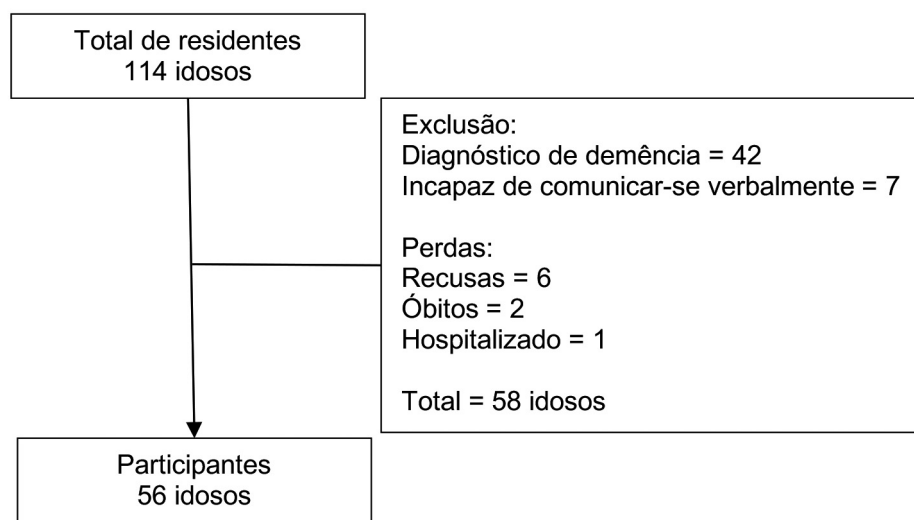 Total de residentes
114 idosos
Exclusão:
Diagnóstico de demência = 42
Incapaz de comunicar-se verbalmente = 7
Perdas:
Recusas = 6
Óbitos = 2
Hospitalizado = 1
Total = 58 idosos
Participantes
56 idosos